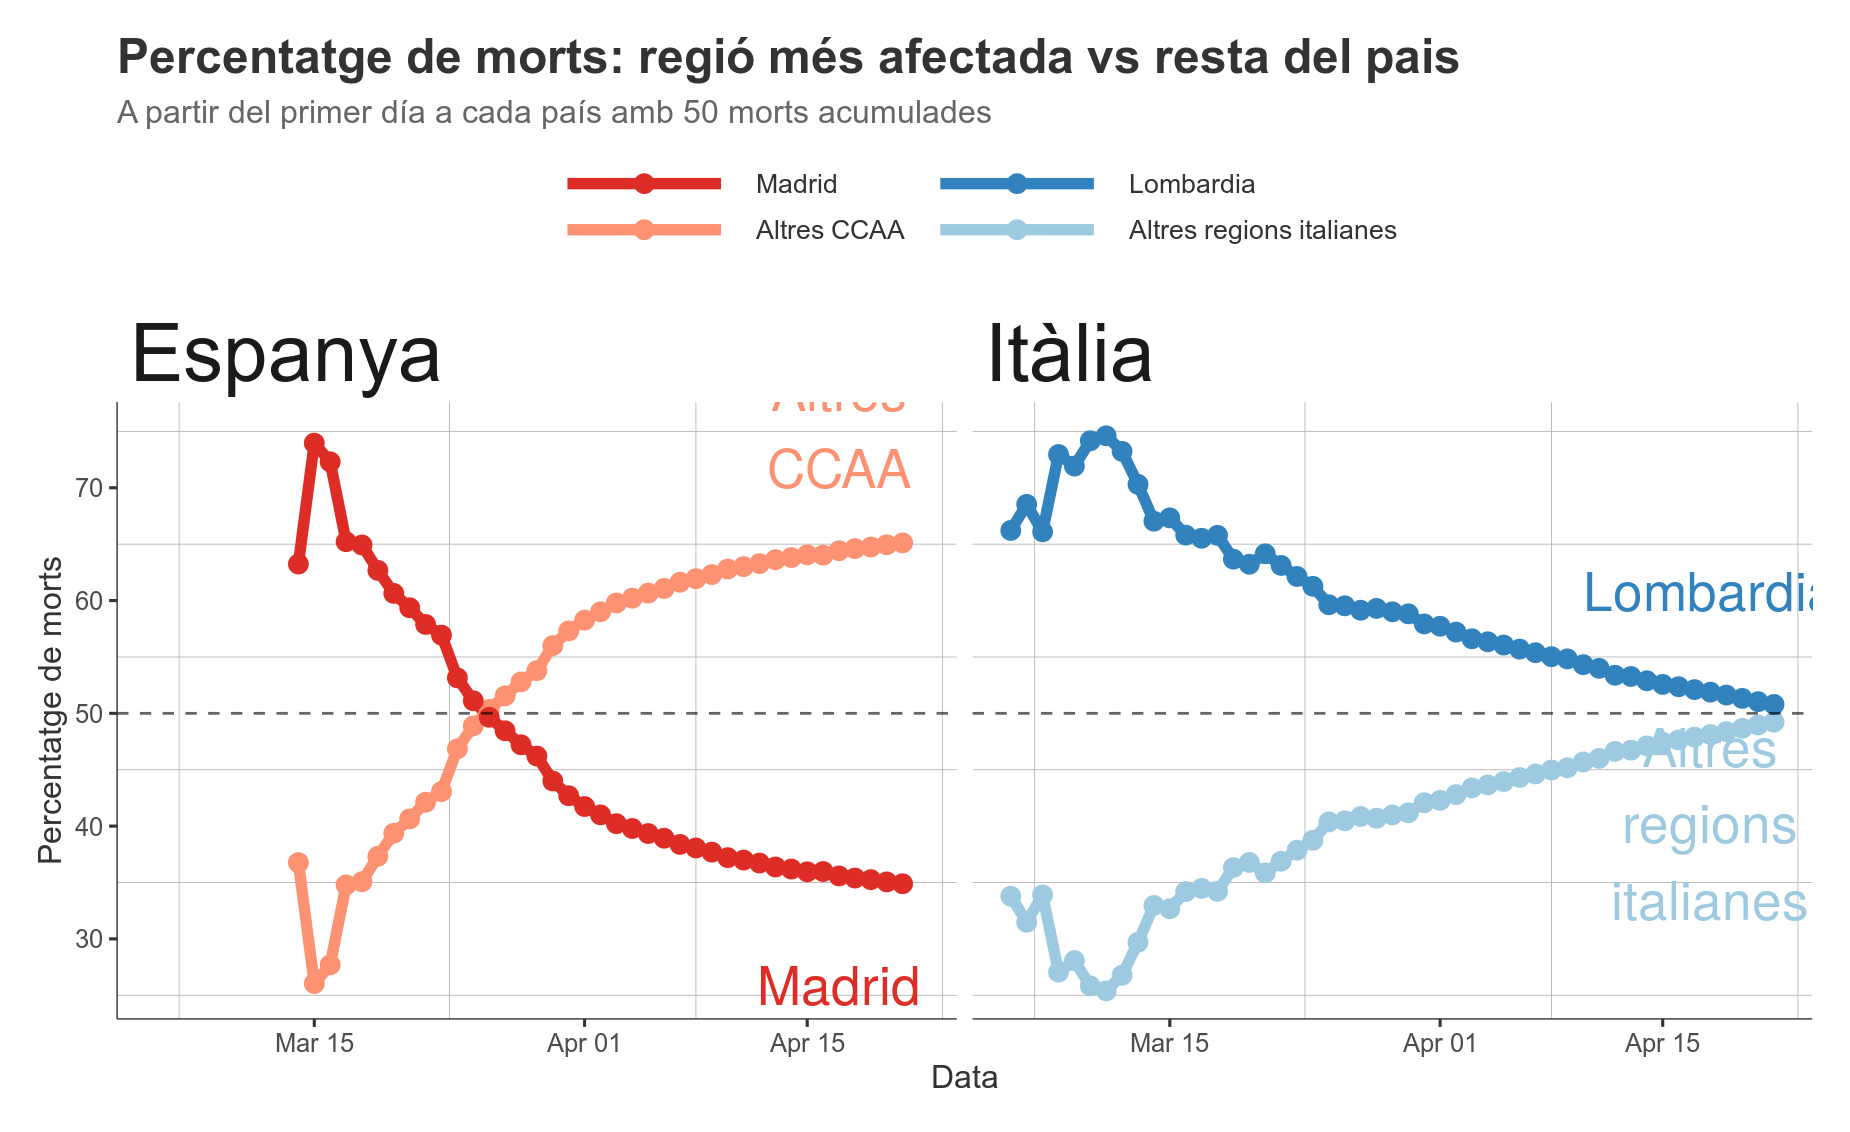 Percentatge de morts: regió més afectada vs resta del pais
A partir del primer día a cada país amb 50 morts acumulades
Madrid
Lombardia
Altres CCAA
Altres regions italianes
Espanya
Itàlia
Altres
CCAA
Madrid
Lombardia
Altres
regions
italianes
Percentatge de morts
70
60
50
40
30
Mar 15
Apr 01
Apr 15
Mar 15
Apr 01
Apr 15
Data